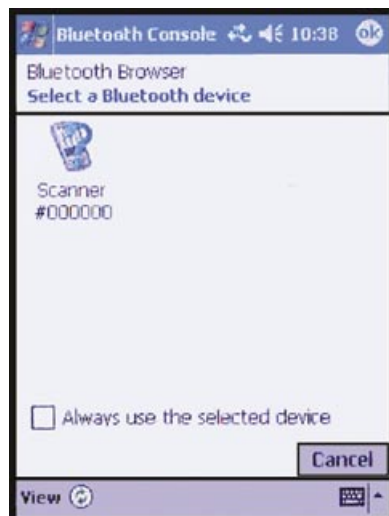 Bluetooth Console 10:38 ok
Bluetooth Browser
Select a Bluetooth device
Scanner
#000000
Always use the selected device
Cancel
View